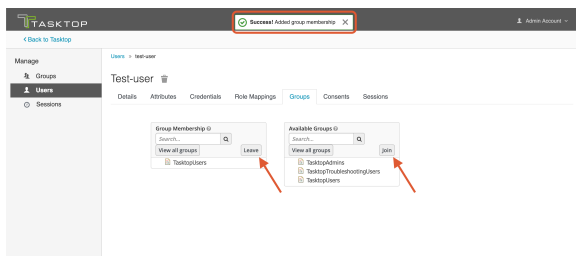 TASKTOP
Success! Added group membership
Admin Account
< Back to Tasktop
Manage
Groups
Users
Sessions
Users > test-user
Test-user
Details Attributes Credentials Role Mappings Groups Consents Sessions
Group Membership
Search...
View all groups Leave
TasktopUsers
Available Groups
Search...
View all groups Join
TasktopAdmins
TasktopTroubleshootingUsers
TasktopUsers